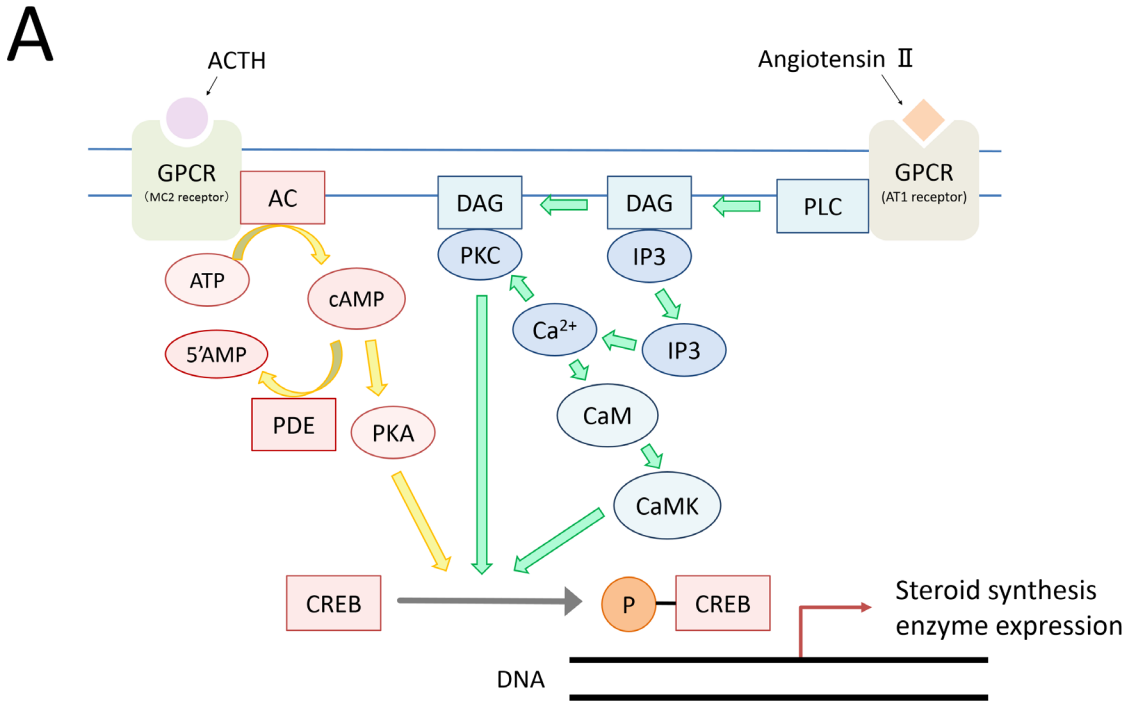 A
ACTH
Angiotensin Ⅱ
GPCR
(MC2 receptor)
AC
DAG
DAG
PLC
GPCR
(AT1 receptor)
PKC
IP3
ATP
cAMP
Ca²⁺
IP3
5'AMP
CaM
PDE
PKA
CaMK
CREB
P
CREB
Steroid synthesis
enzyme expression
DNA